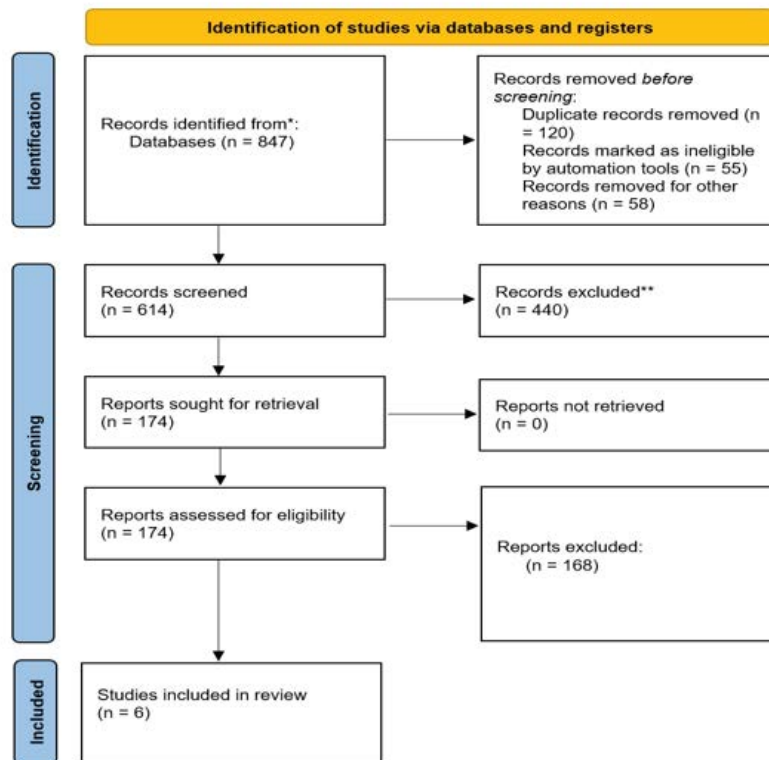 Identification of studies via databases and registers
Identification
Records identified from*:
Databases (n = 847)
Records removed before
screening:
Duplicate records removed (n
= 120)
Records marked as ineligible
by automation tools (n = 55)
Records removed for other
reasons (n = 58)
Screening
Records screened
(n = 614)
Records excluded**
(n = 440)
Reports sought for retrieval
(n = 174)
Reports not retrieved
(n = 0)
Reports assessed for eligibility
(n = 174)
Reports excluded:
(n = 168)
Included
Studies included in review
(n = 6)